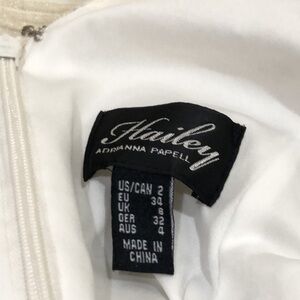 Hailey
ADRIANNA PAPELL
US/CAN 2
EU 34
UK 6
GER 32
AUS 4
MADE IN
CHINA